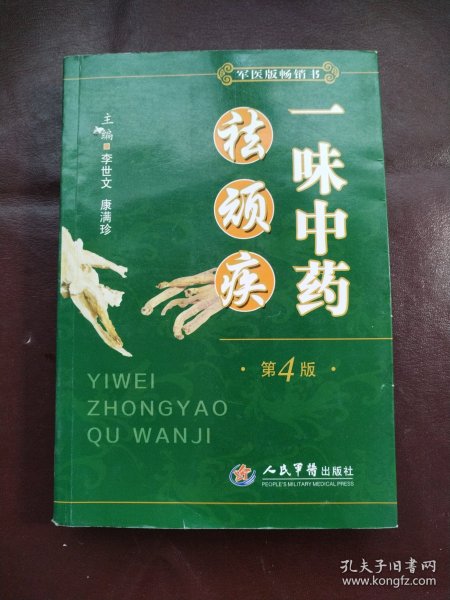 军医版畅销书
一味中药
祛顽疾
主编 李世文 康满珍
·第4版·
YIWEI
ZHONGYAO
QU WANJI
人民军医出版社
PEOPLE'S MILITARY MEDICAL PRESS
孔夫子旧书网
www.kongfz.com